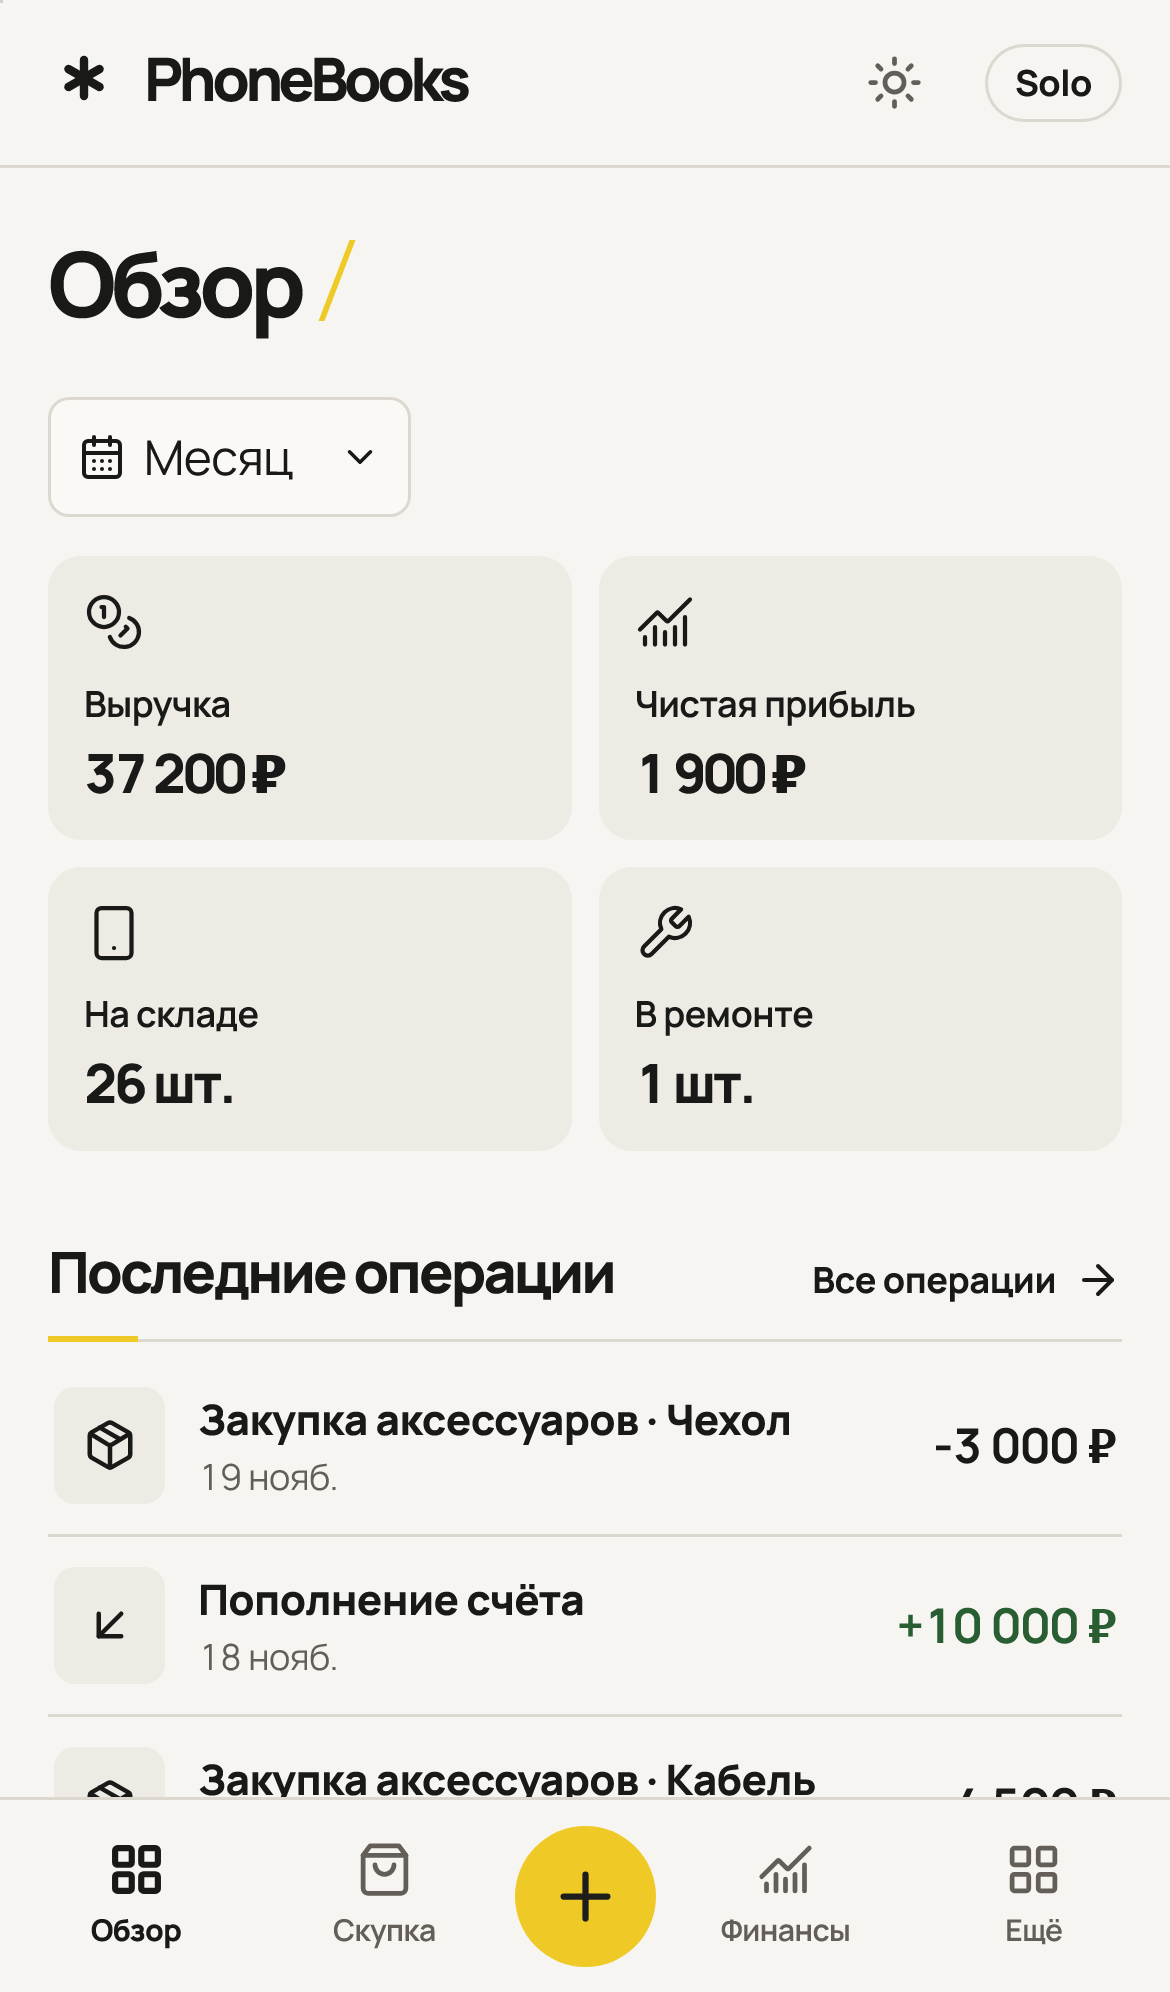 PhoneBooks
Solo
Обзор /
Месяц
Выручка
37 200 ₽
Чистая прибыль
1 900 ₽
На складе
26 шт.
В ремонте
1 шт.
Последние операции
Все операции →
Закупка аксессуаров · Чехол
19 нояб.
-3 000 ₽
Пополнение счёта
18 нояб.
+10 000 ₽
Закупка аксессуаров · Кабель
Обзор
Скупка
Финансы
Ещё